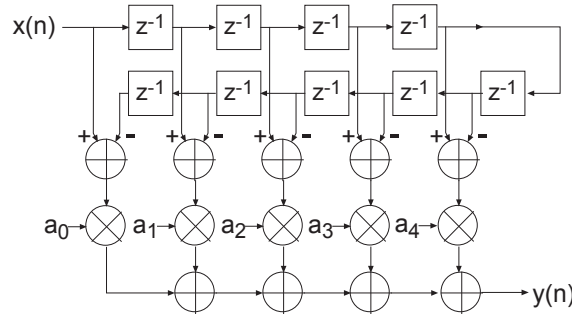 x(n) z⁻¹ z⁻¹ z⁻¹ z⁻¹
z⁻¹ z⁻¹ z⁻¹ z⁻¹ z⁻¹
+ - + - + - + - + -
a₀ a₁ a₂ a₃ a₄
y(n)